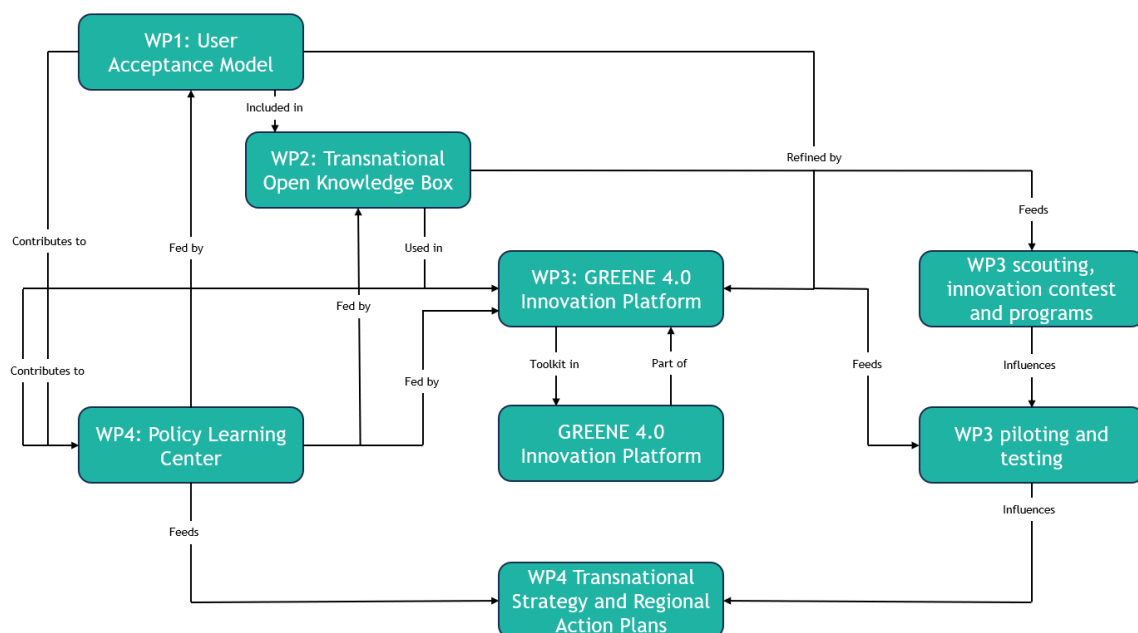 WP1: User
Acceptance Model
Included in
WP2: Transnational
Open Knowledge Box
Refined by
Feeds
Contributes to
Fed by
Used in
WP3: GREENE 4.0
Innovation Platform
WP3 scouting,
innovation contest
and programs
Fed by
Contributes to
Fed by
Toolkit in
Part of
Feeds
Influences
WP4: Policy Learning
Center
GREENE 4.0
Innovation Platform
WP3 piloting and
testing
Feeds
Influences
WP4 Transnational
Strategy and Regional
Action Plans